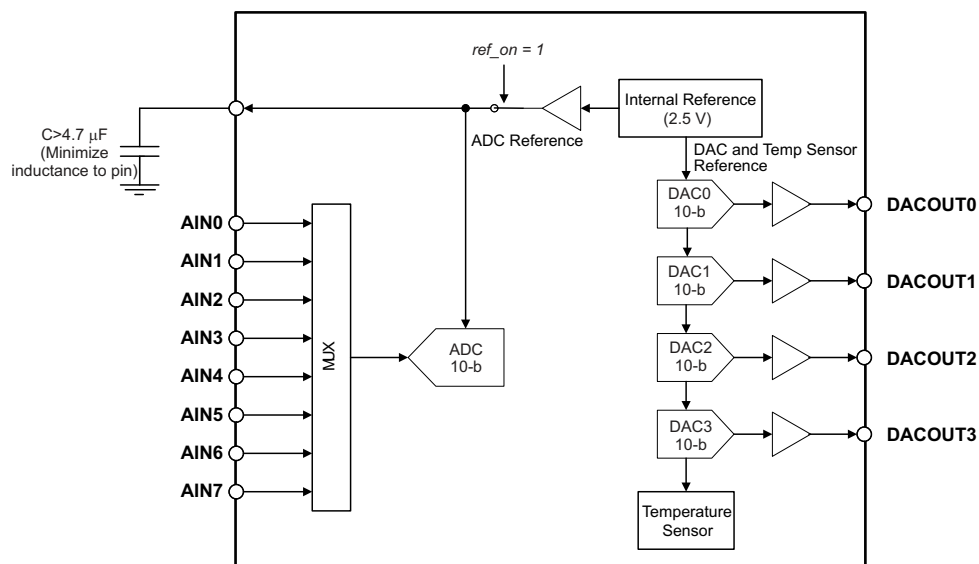 ref_on = 1
Internal Reference
(2.5 V)
C>4.7 μF
(Minimize
inductance to pin)
ADC Reference
DAC and Temp Sensor
Reference
DAC0
10-b
DACOUT0
AIN0
AIN1
DAC1
10-b
DACOUT1
AIN2
AIN3
MUX
ADC
10-b
DAC2
10-b
DACOUT2
AIN4
AIN5
DAC3
10-b
DACOUT3
AIN6
AIN7
Temperature
Sensor